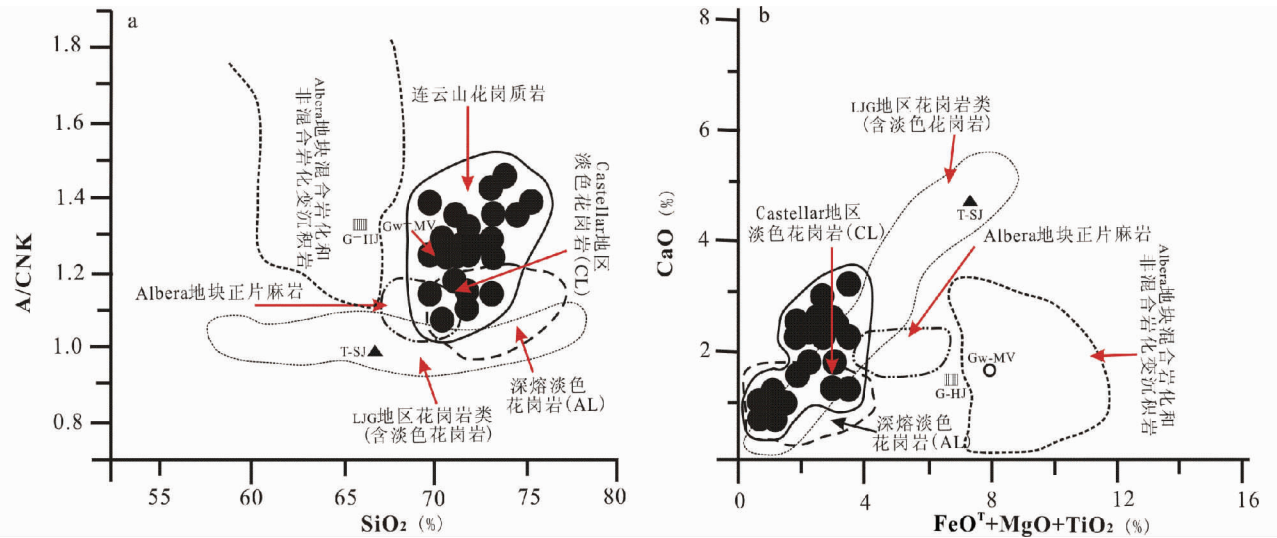 a
1.8
1.6
1.4
1.2
1.0
0.8
A/CNK
55
60
65
70
75
80
SiO₂ (%)
Albera地块混合岩化和
非混合岩化变沉积岩
连云山花岗质岩
Castellar地区
淡色花岗岩(CL)
G-HJ
Gw-MV
Albera地块正片麻岩
T-SJ
LJG地区花岗岩类
(含淡色花岗岩)
深熔淡色
花岗岩(AL)
b
8
6
4
2
0
CaO (%)
0
4
8
12
16
FeOᵀ+MgO+TiO₂ (%)
LJG地区花岗岩类
(含淡色花岗岩)
T-SJ
Castellar地区
淡色花岗岩(CL)
Albera地块正片麻岩
Albera地块混合岩化和
非混合岩化变沉积岩
Gw-MV
G-HJ
深熔淡色
花岗岩(AL)